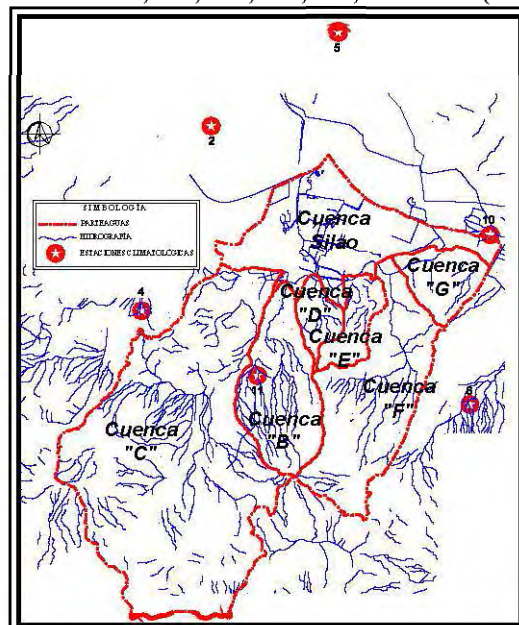 5
2
SIMBOLOGÍA
PARTEAGUAS
HIDROGRAFÍA
ESTACIONES CLIMATOLÓGICAS
Cuenca
Silao
10
Cuenca
"G"
Cuenca
"D"
4
Cuenca
"E"
11
Cuenca
"F"
8
Cuenca
"C"
Cuenca
"B"